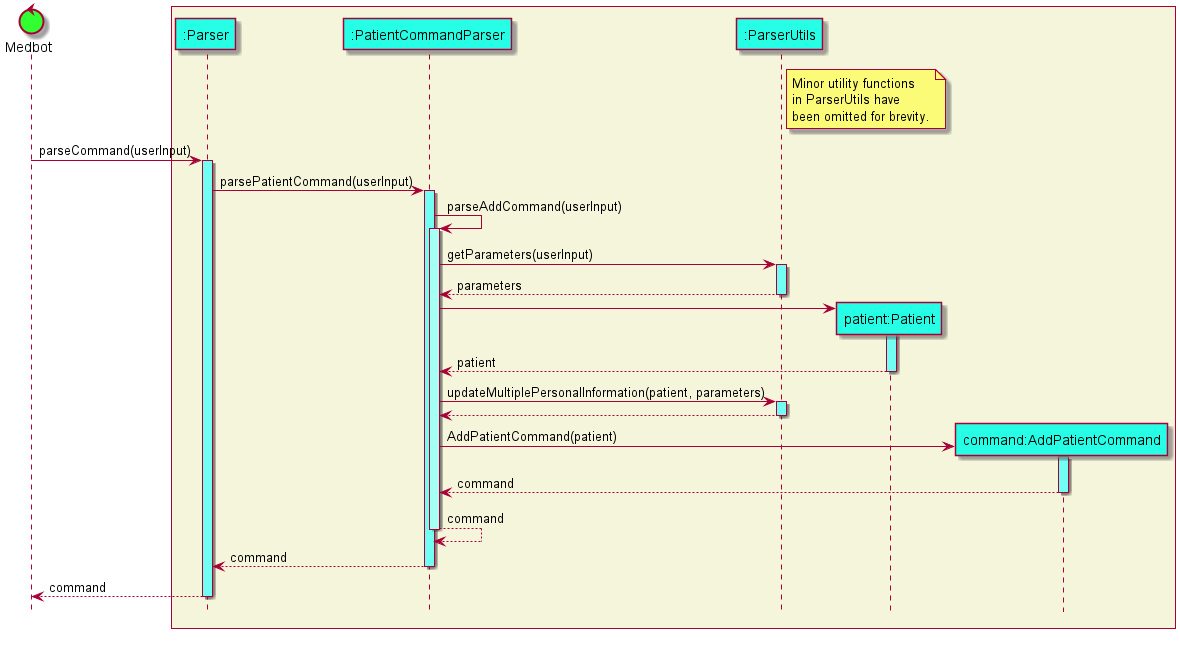 Medbot
:Parser
:PatientCommandParser
:ParserUtils
Minor utility functions
in ParserUtils have
been omitted for brevity.
parseCommand(userInput)
parsePatientCommand(userInput)
parseAddCommand(userInput)
getParameters(userInput)
parameters
patient:Patient
patient
updateMultiplePersonalInformation(patient, parameters)
AddPatientCommand(patient)
command:AddPatientCommand
command
command
command
command